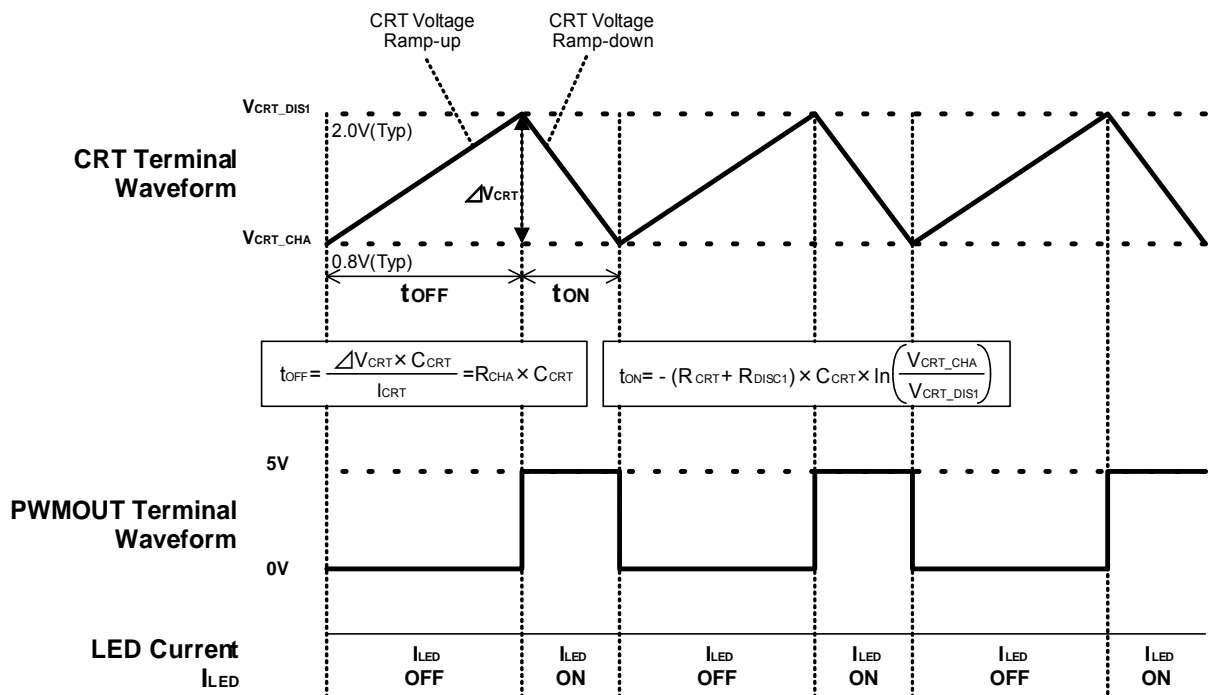 CRT Voltage
Ramp-up
CRT Voltage
Ramp-down
VCRT_DIS1
2.0V(Typ)
CRT Terminal
Waveform
⊿VCRT
VCRT_CHA
0.8V(Typ)
tOFF
tON
tOFF= ⊿VCRT × CCRT / ICRT =RCHA × CCRT
tON= - (RCRT + RDISC1) × CCRT × ln(VCRT_CHA / VCRT_DIS1)
5V
PWMOUT Terminal
Waveform
0V
LED Current
ILED
ILED
OFF
ILED
ON
ILED
OFF
ILED
ON
ILED
OFF
ILED
ON